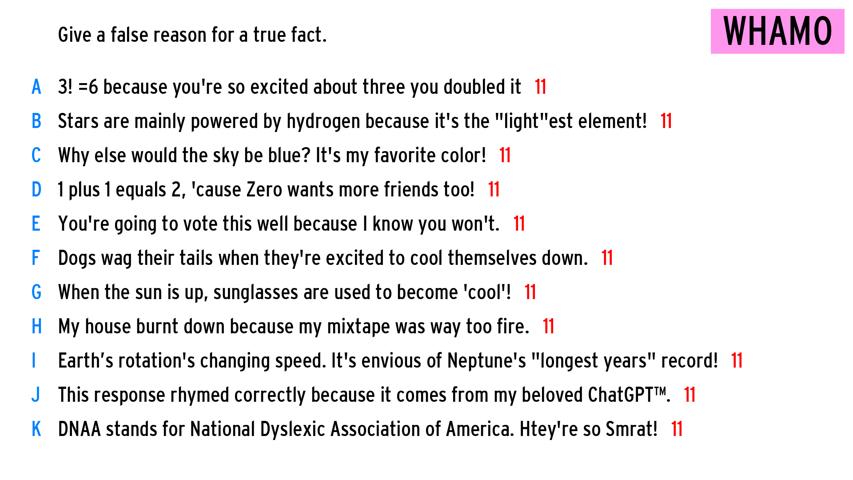 Give a false reason for a true fact.
WHAMO
A 3! =6 because you're so excited about three you doubled it 11
B Stars are mainly powered by hydrogen because it's the "light"est element! 11
C Why else would the sky be blue? It's my favorite color! 11
D 1 plus 1 equals 2, 'cause Zero wants more friends too! 11
E You're going to vote this well because I know you won't. 11
F Dogs wag their tails when they're excited to cool themselves down. 11
G When the sun is up, sunglasses are used to become 'cool'! 11
H My house burnt down because my mixtape was way too fire. 11
I Earth’s rotation's changing speed. It's envious of Neptune's "longest years" record! 11
J This response rhymed correctly because it comes from my beloved ChatGPT™. 11
K DNAA stands for National Dyslexic Association of America. Htey're so Smrat! 11